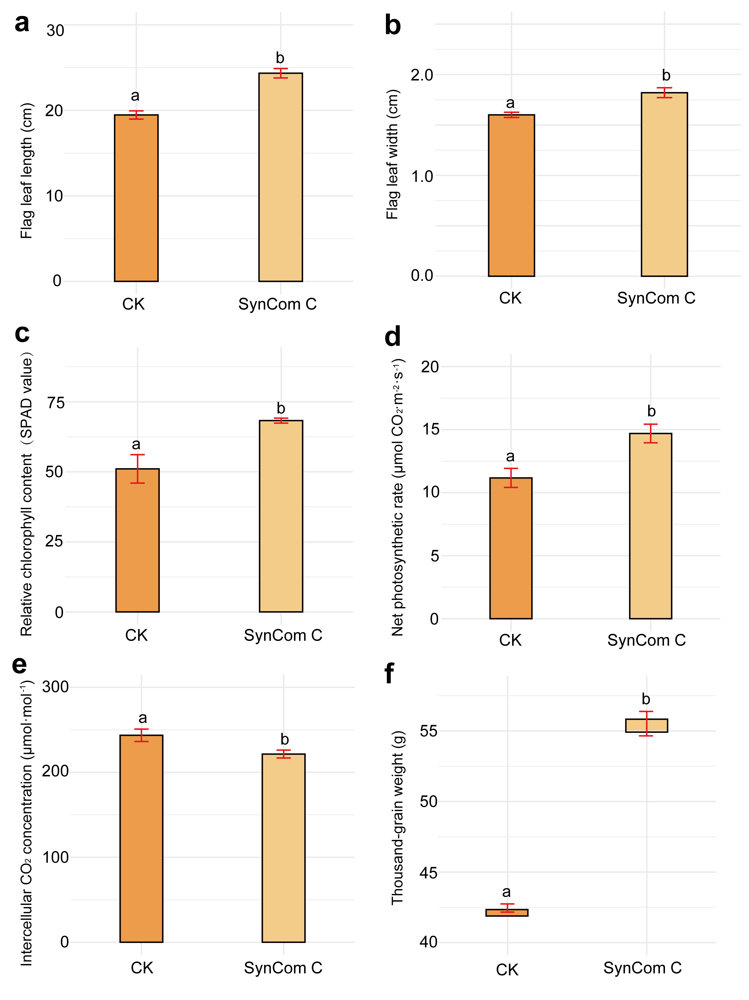 a
Flag leaf length (cm)
30
20
10
0
a
b
CK
SynCom C
b
Flag leaf width (cm)
2.0
1.0
0.0
a
b
CK
SynCom C
c
Relative chlorophyll content（SPAD value）
75
50
25
0
a
b
CK
SynCom C
d
Net photosynthetic rate (μmol CO₂·m⁻²·s⁻¹)
20
15
10
5
0
a
b
CK
SynCom C
e
Intercellular CO₂ concentration (μmol·mol⁻¹)
300
200
100
0
a
b
CK
SynCom C
f
Thousand-grain weight (g)
55
50
45
40
a
b
CK
SynCom C